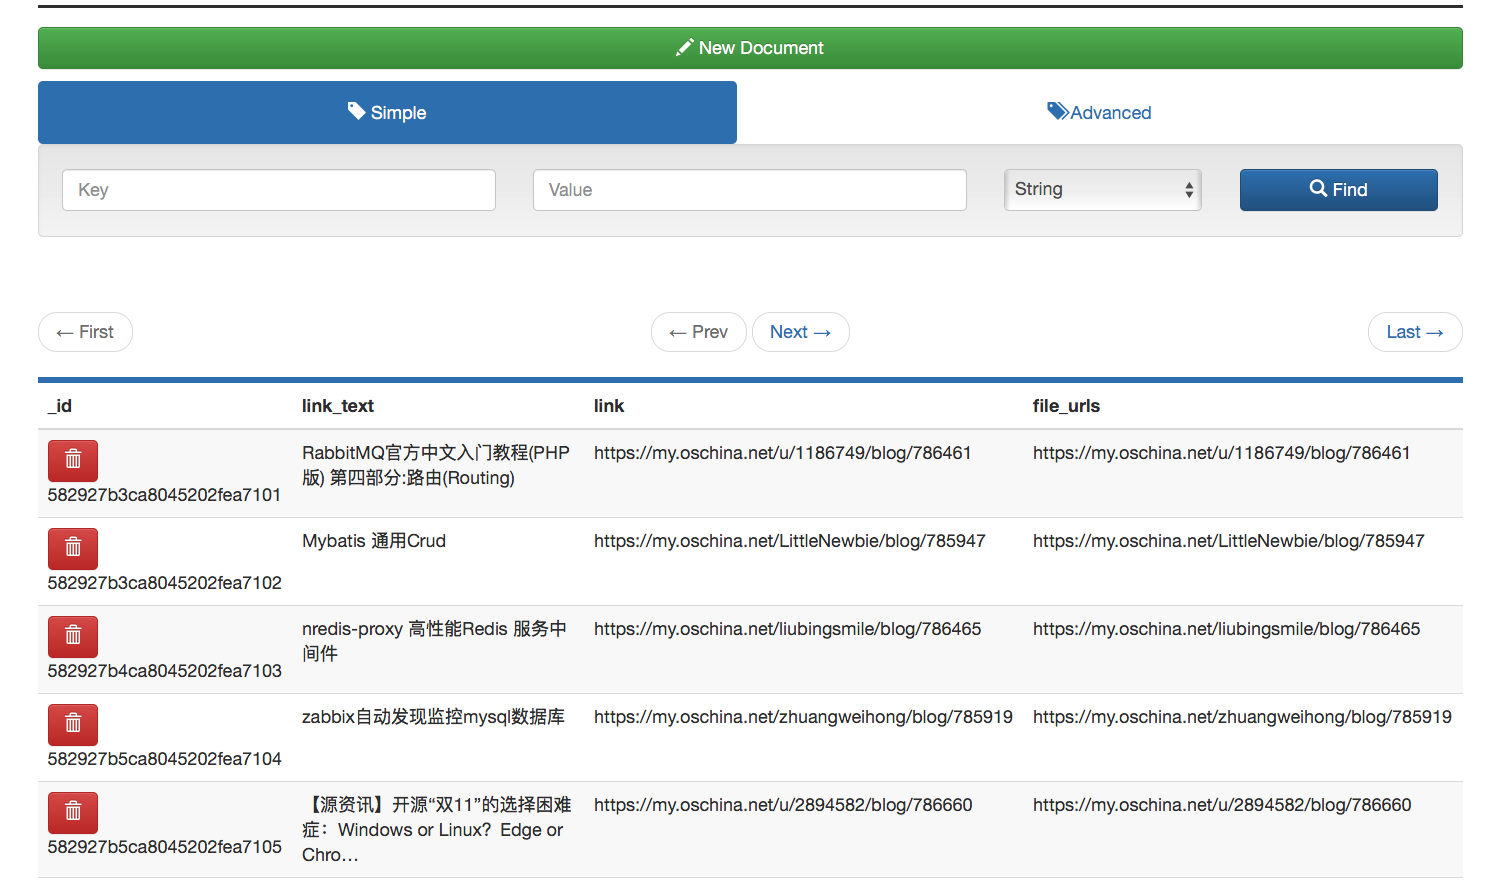 New Document
Simple
Advanced
Key
Value
String
Find
← First
← Prev
Next →
Last →
_id link_text link file_urls
RabbitMQ官方中文入门教程(PHP https://my.oschina.net/u/1186749/blog/786461 https://my.oschina.net/u/1186749/blog/786461
版) 第四部分:路由(Routing)
582927b3ca8045202fea7101
Mybatis 通用Crud https://my.oschina.net/LittleNewbie/blog/785947 https://my.oschina.net/LittleNewbie/blog/785947
582927b3ca8045202fea7102
nredis-proxy 高性能Redis 服务中 https://my.oschina.net/liubingsmile/blog/786465 https://my.oschina.net/liubingsmile/blog/786465
间件
582927b4ca8045202fea7103
zabbix自动发现监控mysql数据库 https://my.oschina.net/zhuangweihong/blog/785919 https://my.oschina.net/zhuangweihong/blog/785919
582927b5ca8045202fea7104
【源资讯】开源“双11”的选择困难 https://my.oschina.net/u/2894582/blog/786660 https://my.oschina.net/u/2894582/blog/786660
症：Windows or Linux？Edge or
582927b5ca8045202fea7105
Chro…